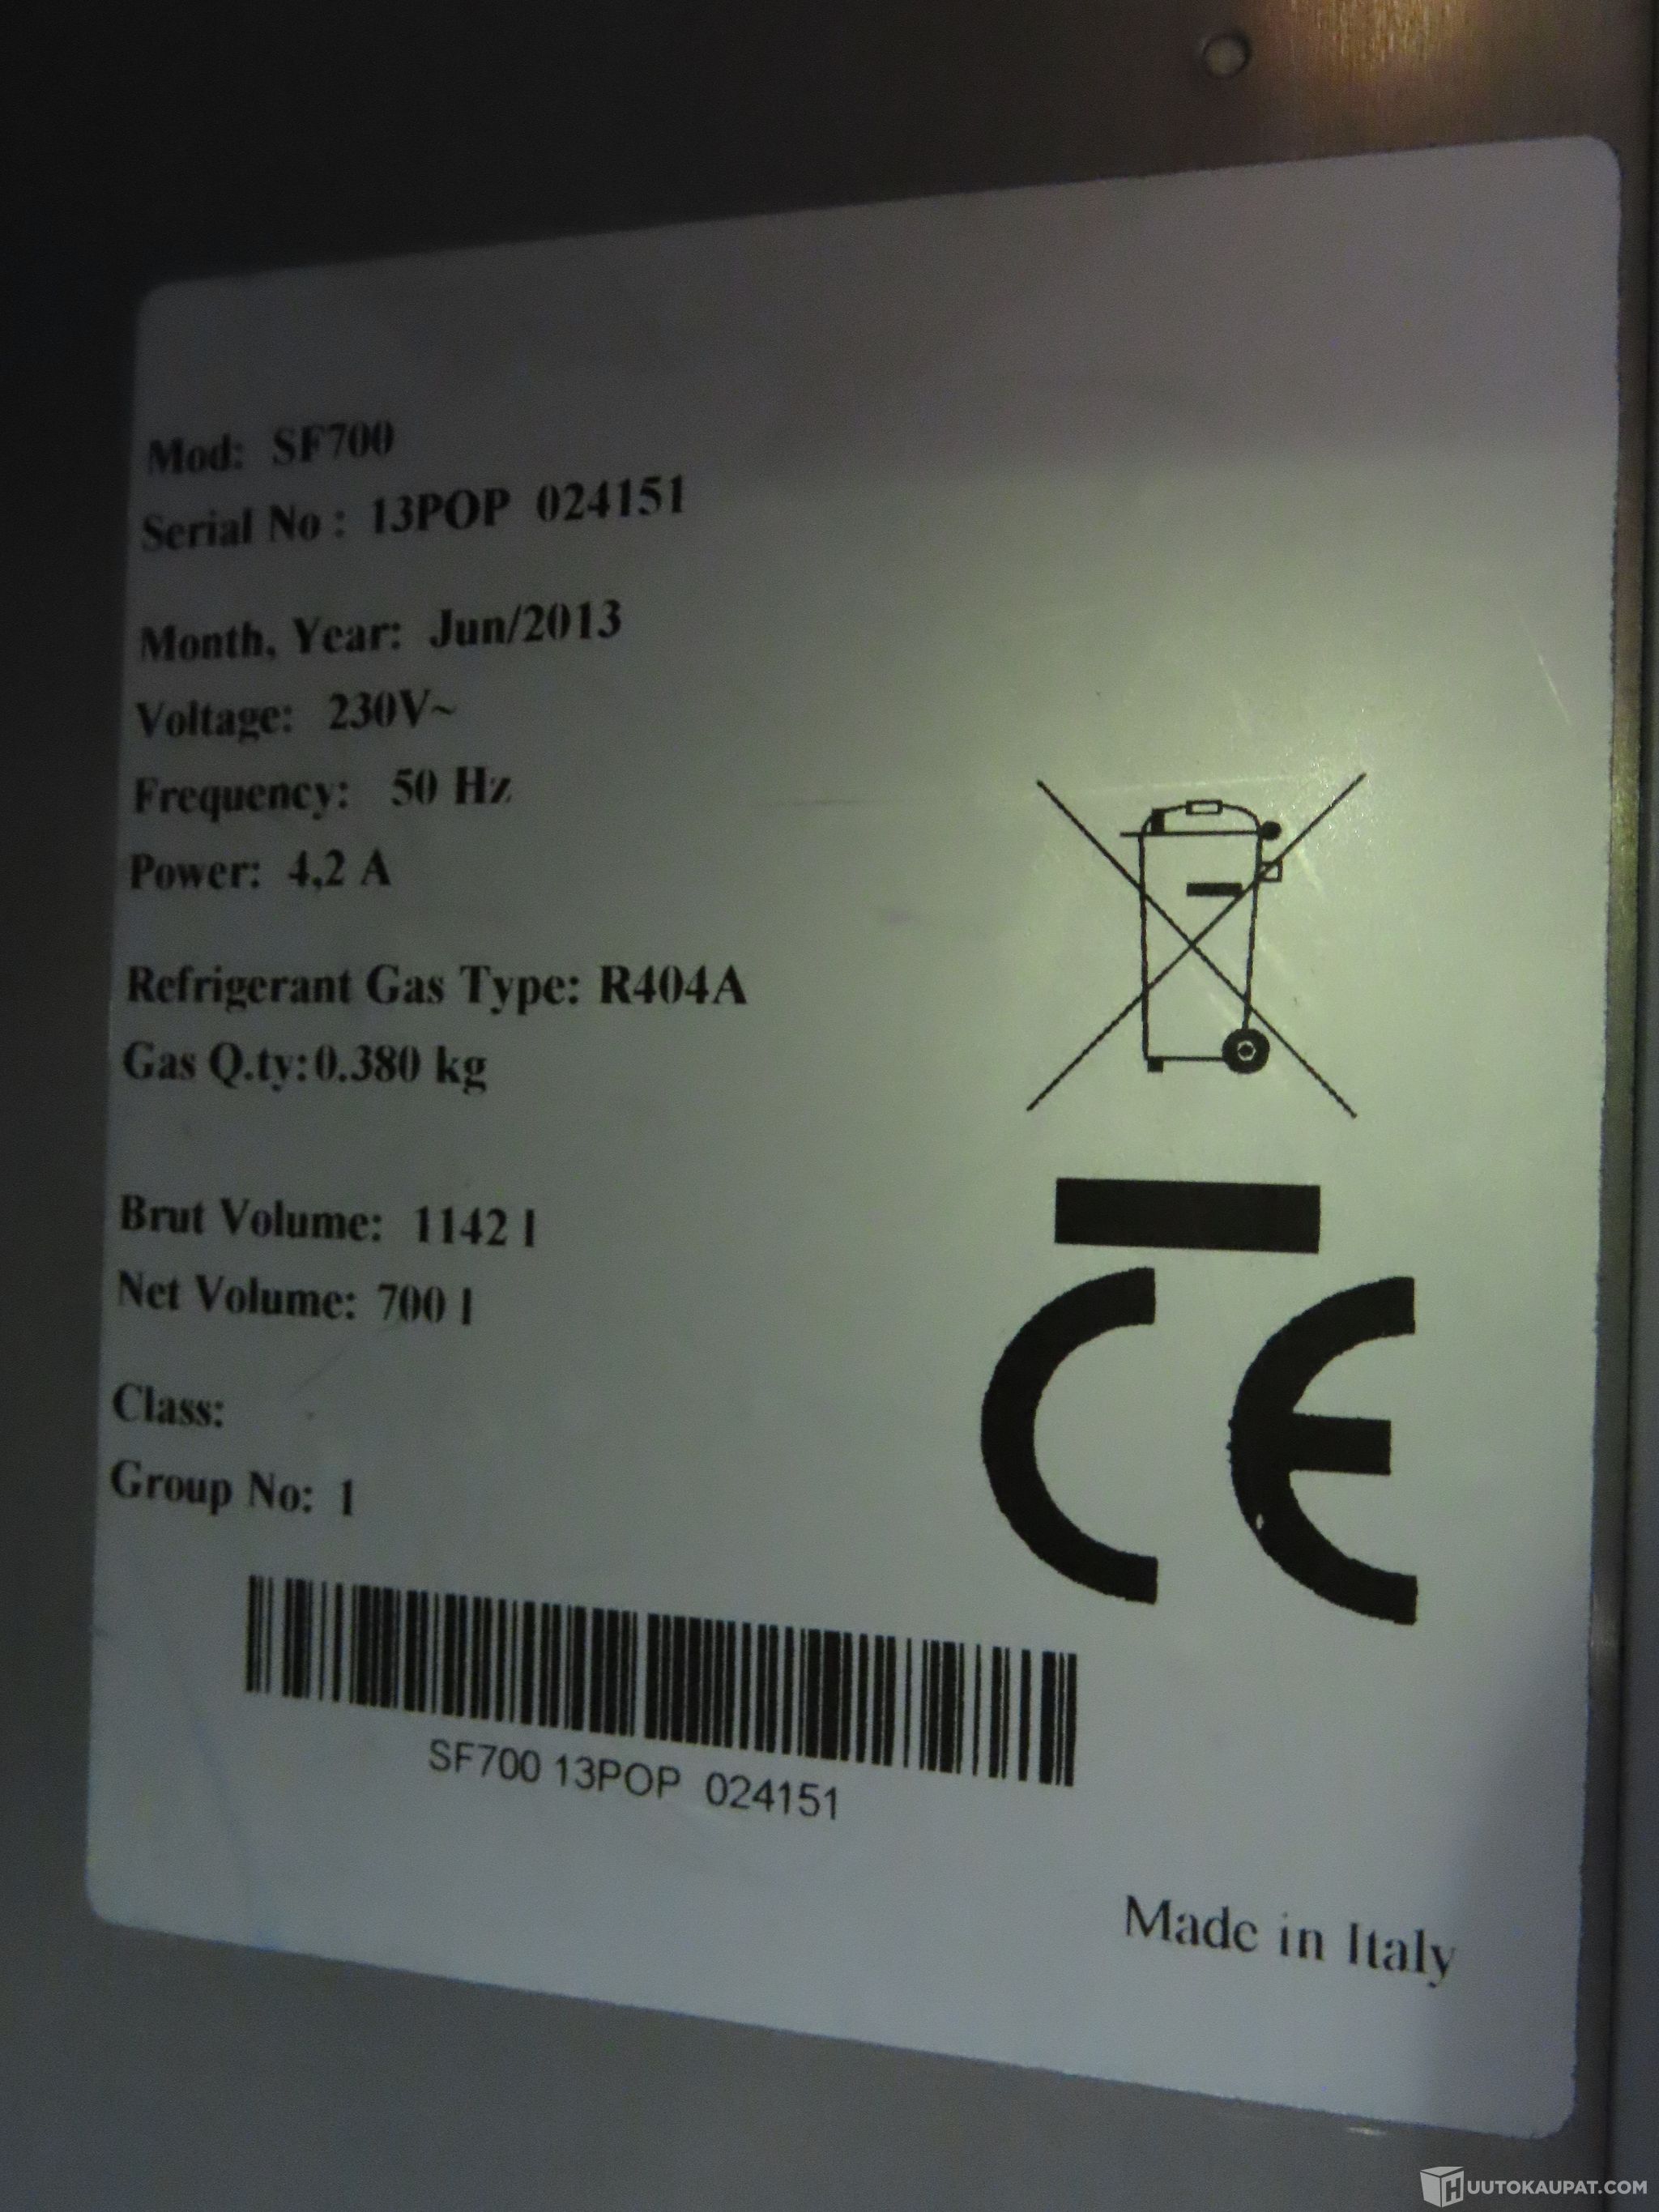 Mod: SF700
Serial No : 13POP 024151
Month, Year: Jun/2013
Voltage: 230V~
Frequency: 50 Hz
Power: 4,2 A
Refrigerant Gas Type: R404A
Gas Q.ty:0.380 kg
Brut Volume: 1142 l
Net Volume: 700 l
Class:
Group No: 1
CE
SF700 13POP 024151
Made in Italy
HUUTOKAUPAT.COM